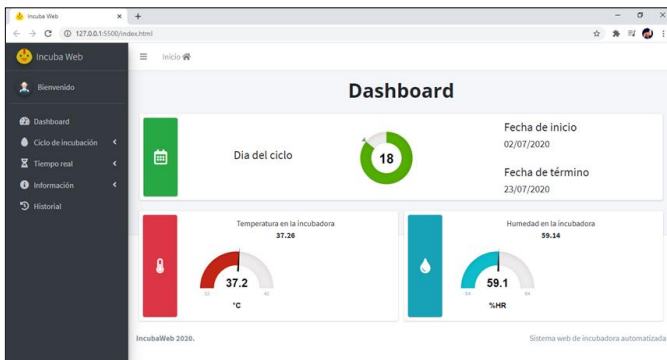 Incuba Web
127.0.0.1:5500/index.html
Incuba Web
Inicio
Bienvenido
Dashboard
Ciclo de incubación
Tiempo real
Información
Historial
Dashboard
Dia del ciclo
18
Fecha de inicio
02/07/2020
Fecha de término
23/07/2020
Temperatura en la incubadora
37.26
37.2
°C
Humedad en la incubadora
59.14
59.1
%HR
IncubaWeb 2020.
Sistema web de incubadora automatizada